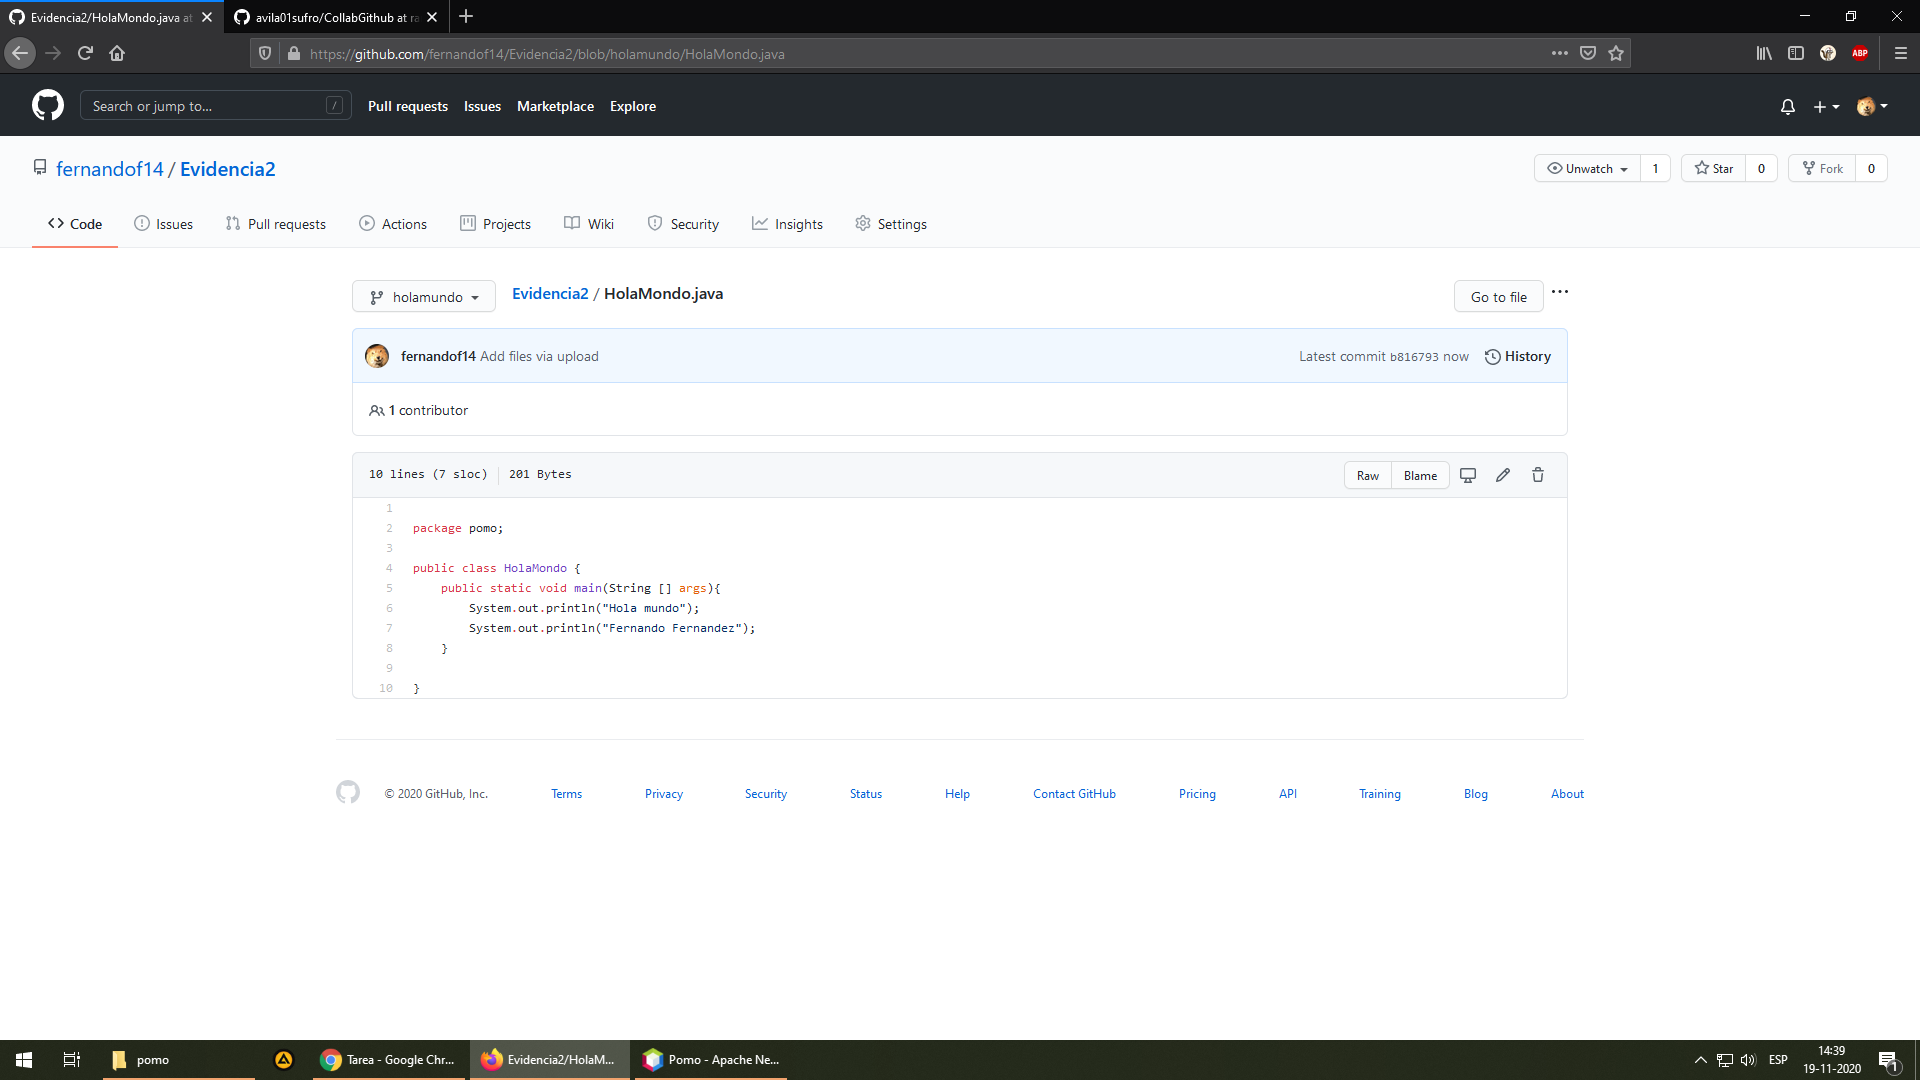 Evidencia2/HolaMondo.java at
avila01sufro/CollabGithub at ra
https://github.com/fernandof14/Evidencia2/blob/holamundo/HolaMondo.java
ABP
Search or jump to...
/
Pull requests
Issues
Marketplace
Explore
fernandof14 / Evidencia2
Unwatch 1
Star 0
Fork 0
Code
Issues
Pull requests
Actions
Projects
Wiki
Security
Insights
Settings
holamundo
Evidencia2 / HolaMondo.java
Go to file
fernandof14 Add files via upload
Latest commit b816793 now
History
1 contributor
10 lines (7 sloc) 201 Bytes
Raw
Blame
1
2 package pomo;
3
4 public class HolaMondo {
5 public static void main(String [] args){
6 System.out.println("Hola mundo");
7 System.out.println("Fernando Fernandez");
8 }
9
10 }
© 2020 GitHub, Inc.
Terms
Privacy
Security
Status
Help
Contact GitHub
Pricing
API
Training
Blog
About
pomo
Tarea - Google Chr...
Evidencia2/HolaM...
Pomo - Apache Ne...
ESP
14:39
19-11-2020
1